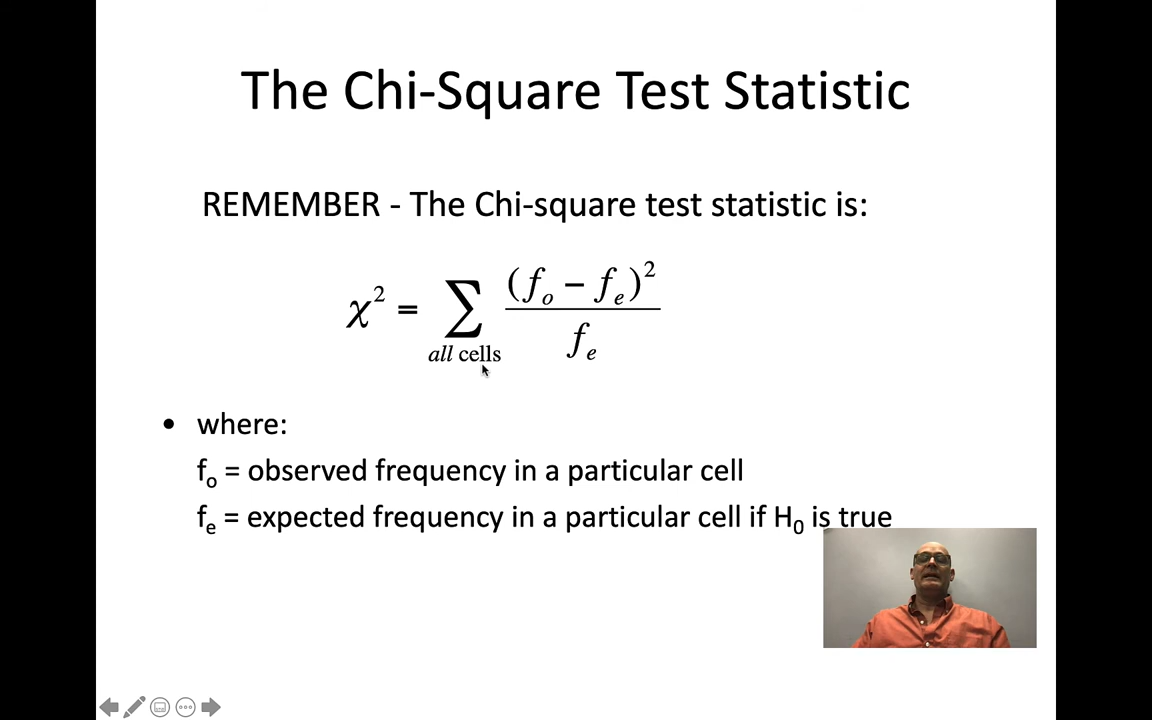 The Chi-Square Test Statistic
REMEMBER - The Chi-square test statistic is:
χ² = ∑ all cells (fₒ − fₑ)² / fₑ
• where:
fₒ = observed frequency in a particular cell
fₑ = expected frequency in a particular cell if H₀ is true